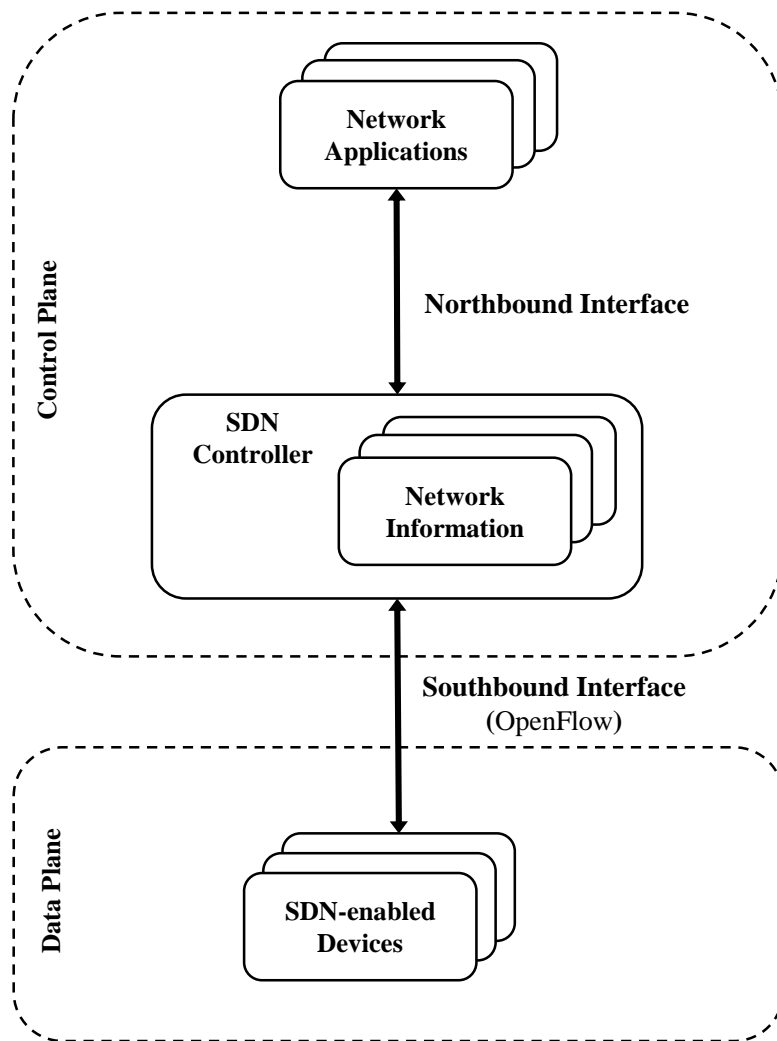 Network
Applications
Northbound Interface
Control Plane
SDN
Controller
Network
Information
Southbound Interface
(OpenFlow)
Data Plane
SDN-enabled
Devices